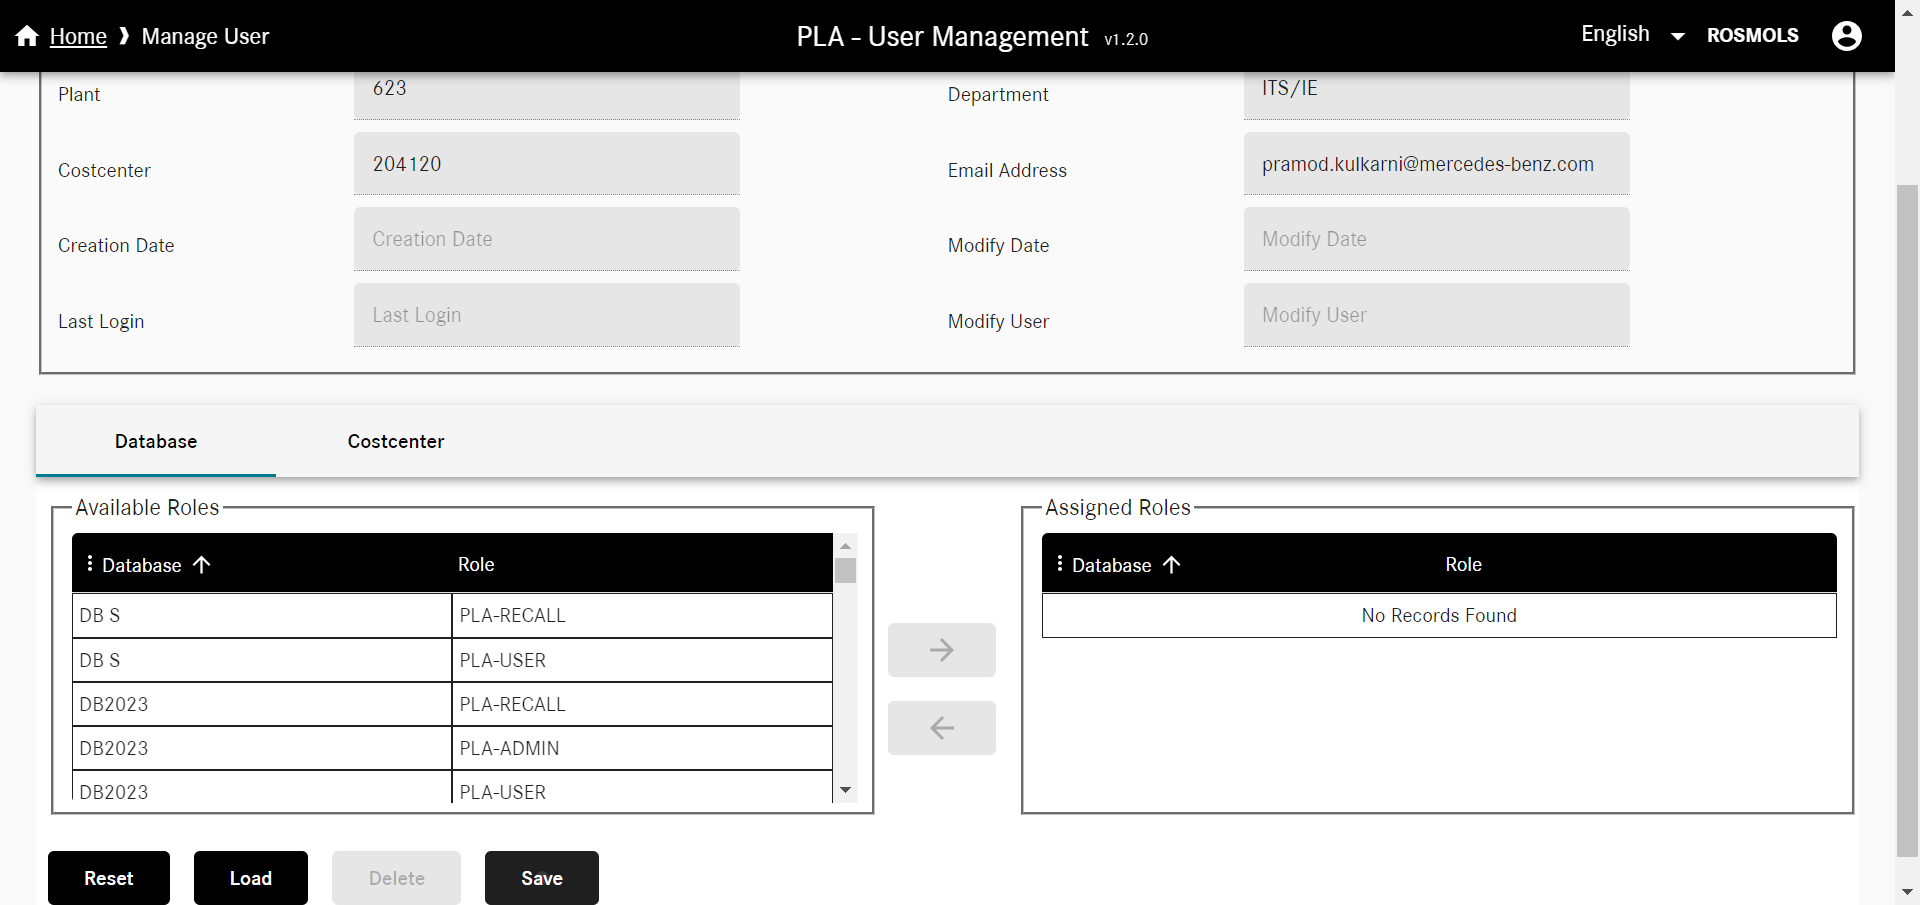 Home ❱ Manage User
PLA - User Management v1.2.0
English
ROSMOLS
Plant 623 Department ITS/IE
Costcenter 204120 Email Address pramod.kulkarni@mercedes-benz.com
Creation Date Creation Date Modify Date Modify Date
Last Login Last Login Modify User Modify User
Database Costcenter
Available Roles
Database Role
DB S PLA-RECALL
DB S PLA-USER
DB2023 PLA-RECALL
DB2023 PLA-ADMIN
DB2023 PLA-USER
Assigned Roles
Database Role
No Records Found
Reset Load Delete Save